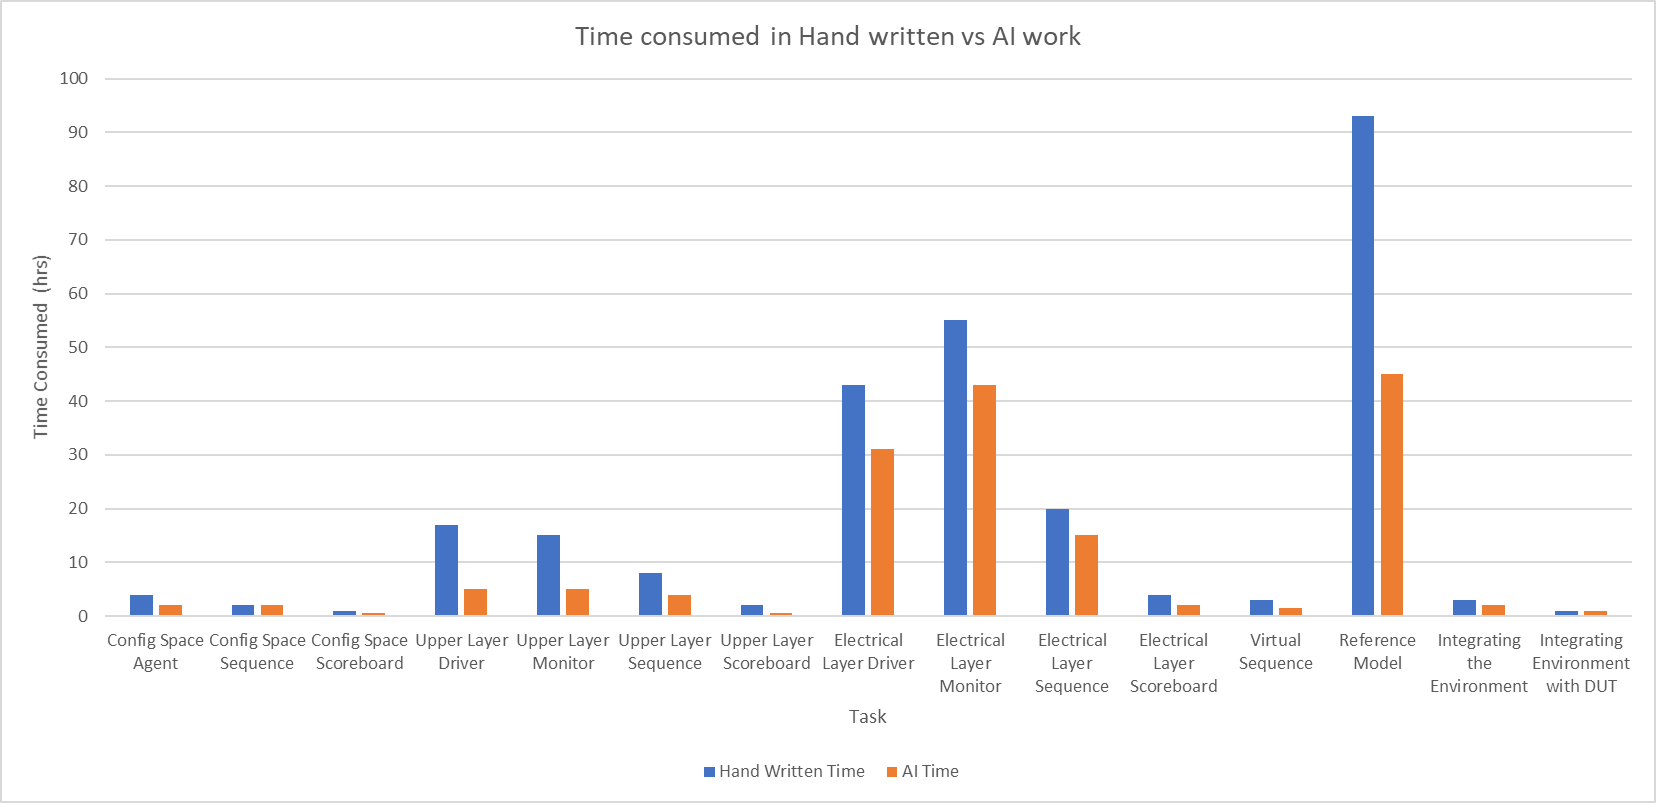 Time consumed in Hand written vs AI work
100
90
80
70
60
50
40
30
20
10
0
Time Consumed (hrs)
Config Space
Agent
Config Space
Sequence
Config Space
Scoreboard
Upper Layer
Driver
Upper Layer
Monitor
Upper Layer
Sequence
Upper Layer
Scoreboard
Electrical
Layer Driver
Electrical
Layer
Monitor
Electrical
Layer
Sequence
Electrical
Layer
Scoreboard
Virtual
Sequence
Reference
Model
Integrating
the
Environment
Integrating
Environment
with DUT
Task
Hand Written Time
AI Time